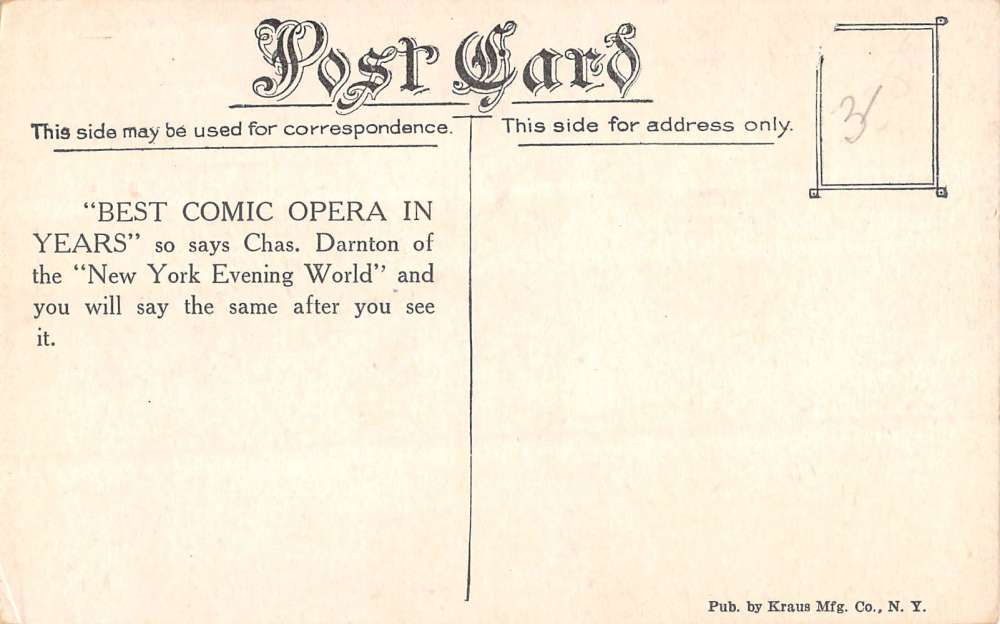 Post Card
This side may be used for correspondence.
This side for address only.
"BEST COMIC OPERA IN
YEARS" so says Chas. Darnton of
the "New York Evening World" and
you will say the same after you see
it.
Pub. by Kraus Mfg. Co., N. Y.